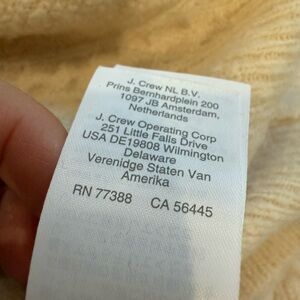 J. Crew NL B.V.
Prins Bernhardplein 200
1097 JB Amsterdam,
Netherlands
J. Crew Operating Corp
251 Little Falls Drive
USA DE19808 Wilmington
Delaware
Verenidge Staten Van
Amerika
RN 77388 CA 56445